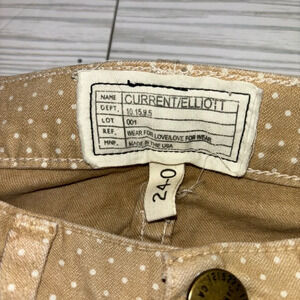 NAME CURRENT/ELLIOTT
DEPT. 10.15.9.5
LOT 001
REF. WEAR FOR LOVE/LOVE FOR WEAR
MNF. MADE IN THE USA
24-0